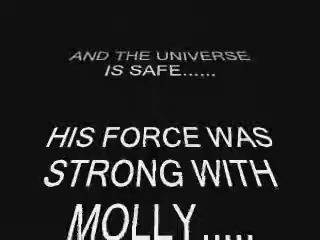 AND THE UNIVERSE
IS SAFE......
HIS FORCE WAS
STRONG WITH
MOLLY.....